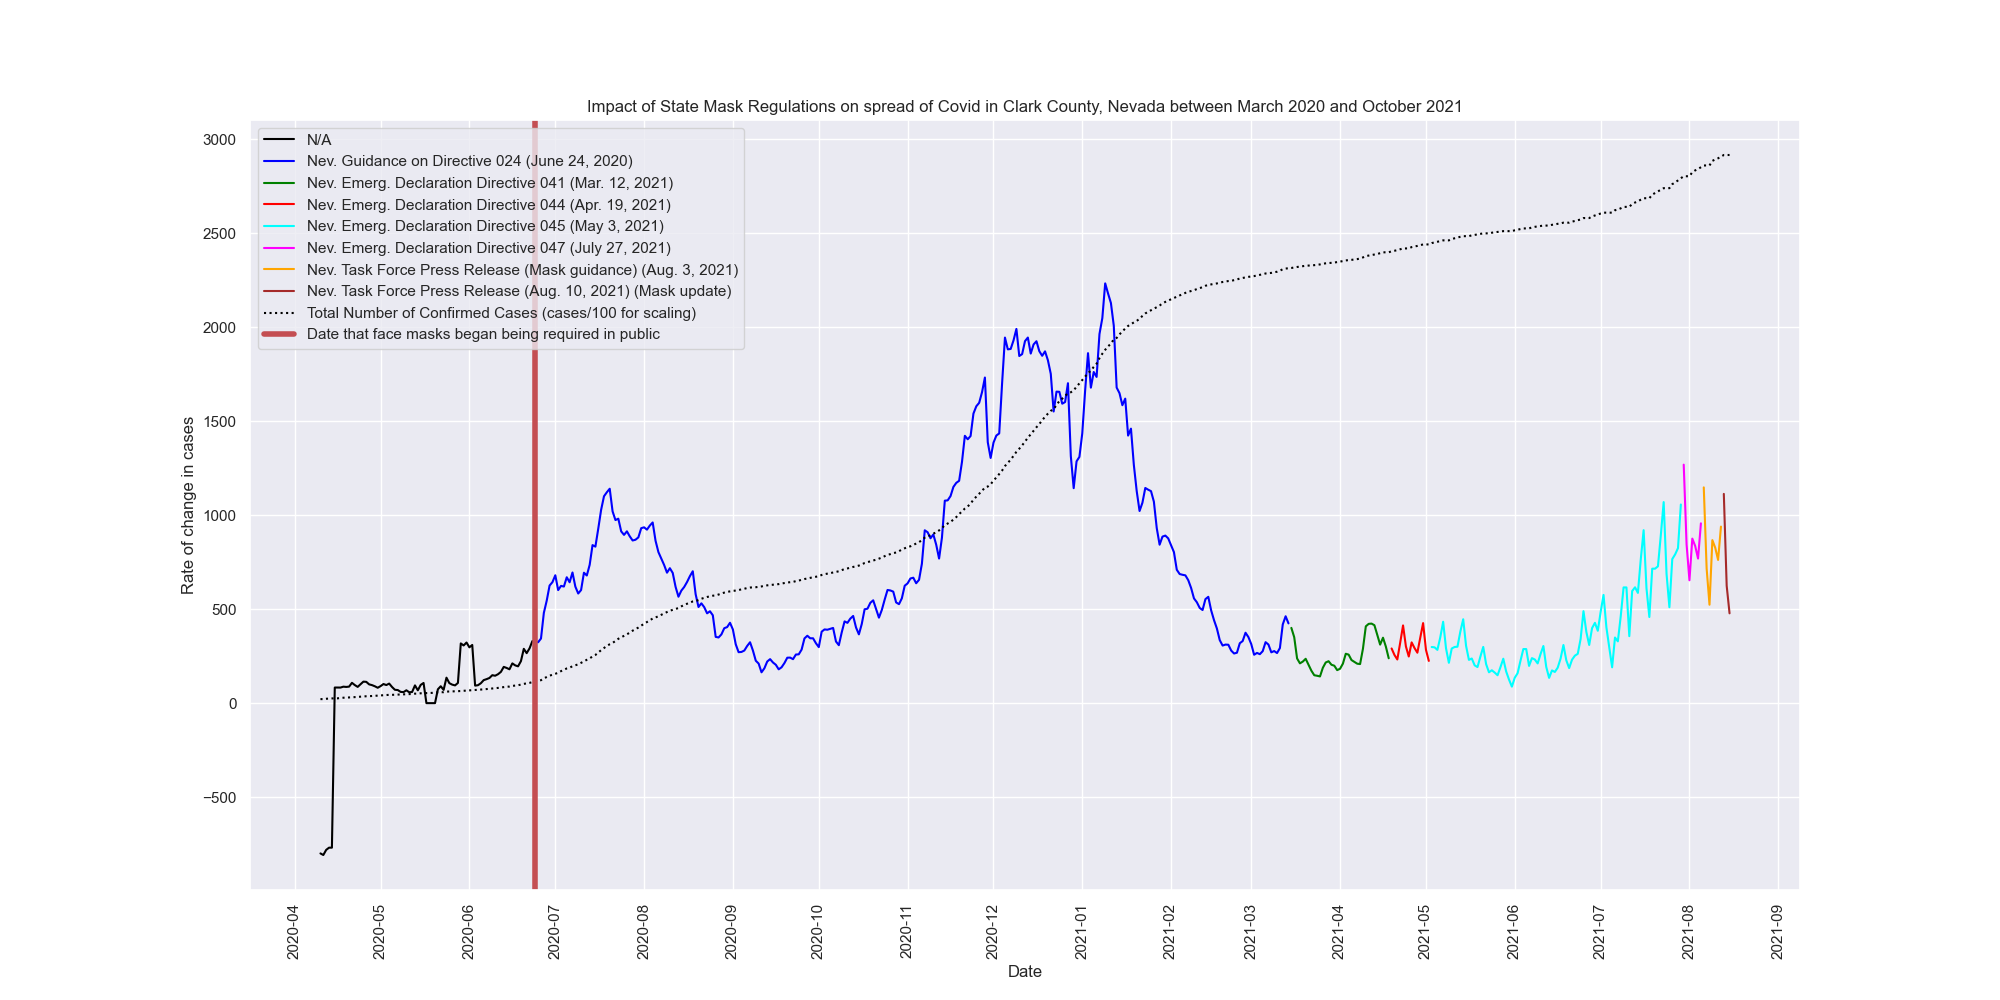 Impact of State Mask Regulations on spread of Covid in Clark County, Nevada between March 2020 and October 2021
N/A
Nev. Guidance on Directive 024 (June 24, 2020)
Nev. Emerg. Declaration Directive 041 (Mar. 12, 2021)
Nev. Emerg. Declaration Directive 044 (Apr. 19, 2021)
Nev. Emerg. Declaration Directive 045 (May 3, 2021)
Nev. Emerg. Declaration Directive 047 (July 27, 2021)
Nev. Task Force Press Release (Mask guidance) (Aug. 3, 2021)
Nev. Task Force Press Release (Aug. 10, 2021) (Mask update)
Total Number of Confirmed Cases (cases/100 for scaling)
Date that face masks began being required in public
Rate of change in cases
3000
2500
2000
1500
1000
500
0
−500
2020-04
2020-05
2020-06
2020-07
2020-08
2020-09
2020-10
2020-11
2020-12
2021-01
2021-02
2021-03
2021-04
2021-05
2021-06
2021-07
2021-08
2021-09
Date